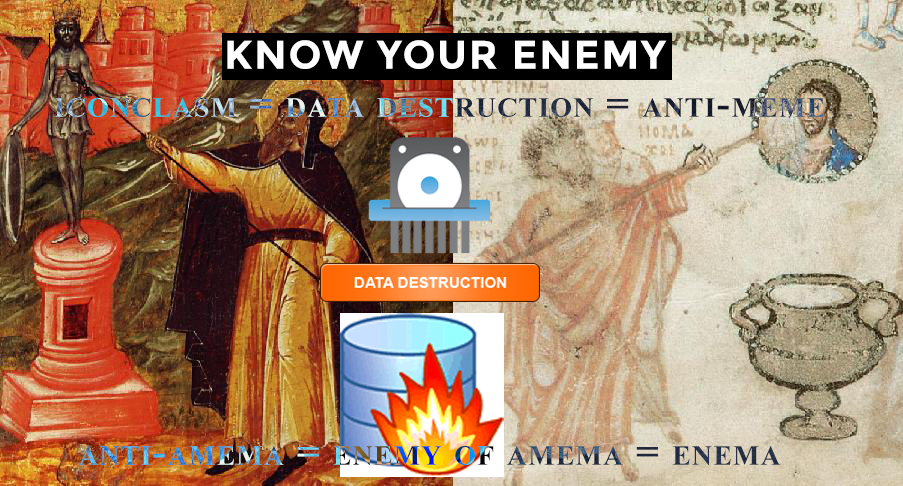 KNOW YOUR ENEMY
ICONCLASM = DATA DESTRUCTION = ANTI-MEME
DATA DESTRUCTION
ANTI-AMEMA = ENEMY OF AMEMA = ENEMA